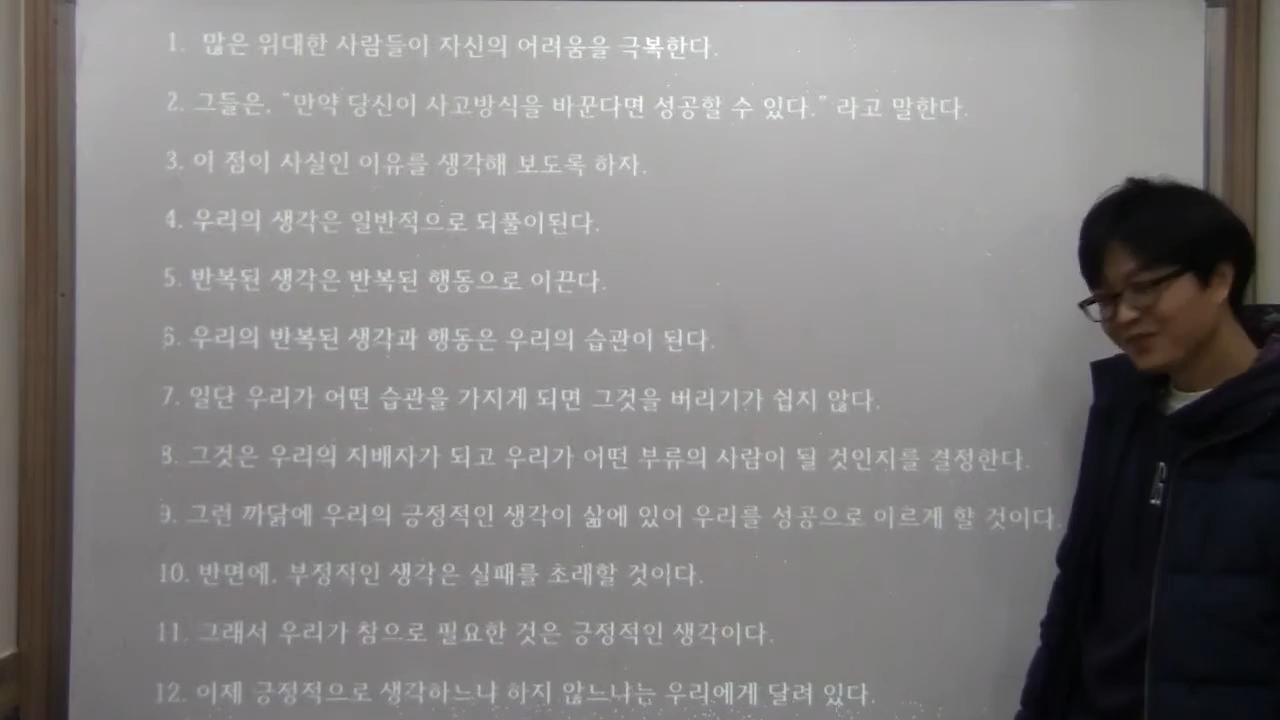 1. 많은 위대한 사람들이 자신의 어려움을 극복한다.
2. 그들은, "만약 당신이 사고방식을 바꾼다면 성공할 수 있다." 라고 말한다.
3. 이 점이 사실인 이유를 생각해 보도록 하자.
4. 우리의 생각은 일반적으로 되풀이된다.
5. 반복된 생각은 반복된 행동으로 이끈다.
6. 우리의 반복된 생각과 행동은 우리의 습관이 된다.
7. 일단 우리가 어떤 습관을 가지게 되면 그것을 버리기가 쉽지 않다.
8. 그것은 우리의 지배자가 되고 우리가 어떤 부류의 사람이 될 것인지를 결정한다.
9. 그런 까닭에 우리의 긍정적인 생각이 삶에 있어 우리를 성공으로 이르게 할 것이다.
10. 반면에, 부정적인 생각은 실패를 초래할 것이다.
11. 그래서 우리가 참으로 필요한 것은 긍정적인 생각이다.
12. 이제 긍정적으로 생각하느냐 하지 않느냐는 우리에게 달려 있다.